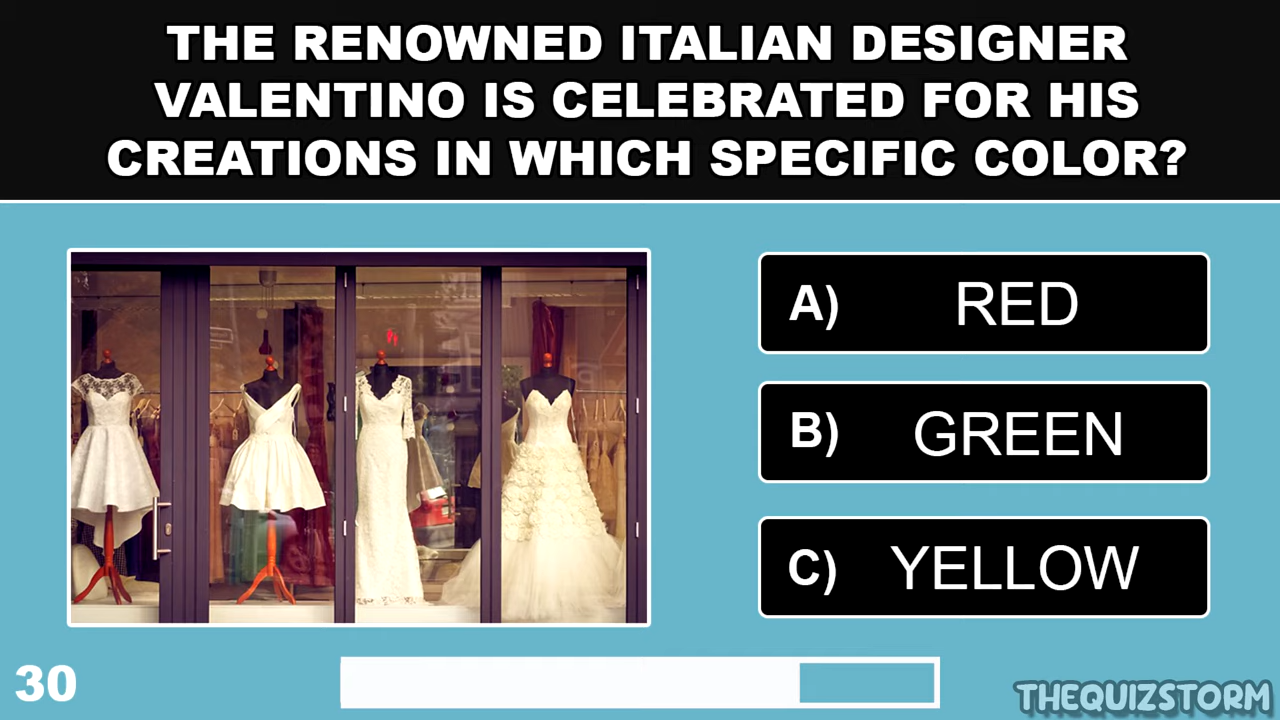 THE RENOWNED ITALIAN DESIGNER
VALENTINO IS CELEBRATED FOR HIS
CREATIONS IN WHICH SPECIFIC COLOR?
A) RED
B) GREEN
C) YELLOW
30
THEQUIZSTORM